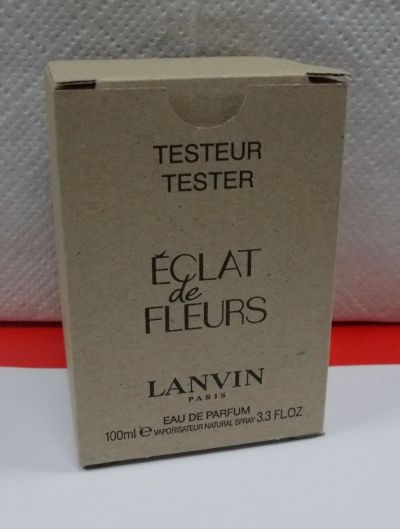 TESTEUR
TESTER
ÉCLAT
de
FLEURS
LANVIN
PARIS
EAU DE PARFUM
100ml ℮ VAPORISATEUR NATURAL SPRAY 3.3 FL.OZ